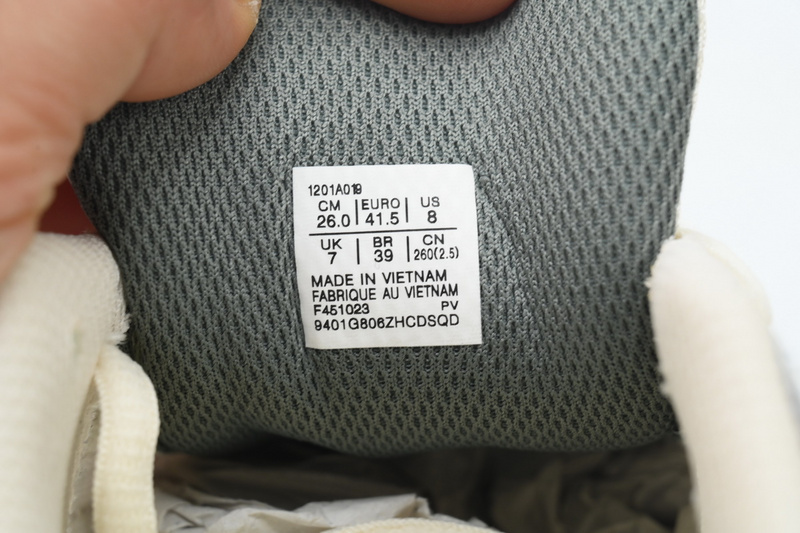 1201A019
CM EURO US
26.0 41.5 8
UK BR CN
7 39 260(2.5)
MADE IN VIETNAM
FABRIQUE AU VIETNAM
F451023 PV
9401G806ZHCDSQD